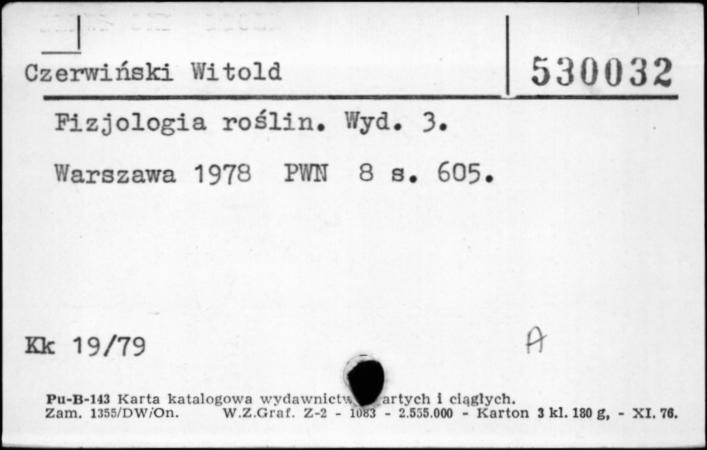 Czerwiński Witold
530032
Fizjologia roślin. Wyd. 3.
Warszawa 1978 PWN 8 s. 605.
Kk 19/79
A
Pu-B-143 Karta katalogowa artych i ciągłych.
Zam. 1355/DW/On. W.Z.Graf. Z-2 - 1083 - 2.555.000 - Karton 3 kl. 180 g, - XI. 76.